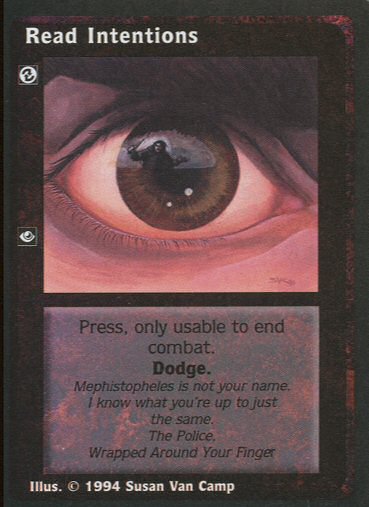 Read Intentions
Press, only usable to end
combat.
Dodge.
Mephistopheles is not your name.
I know what you're up to just
the same.
The Police,
Wrapped Around Your Finger
Illus. © 1994 Susan Van Camp